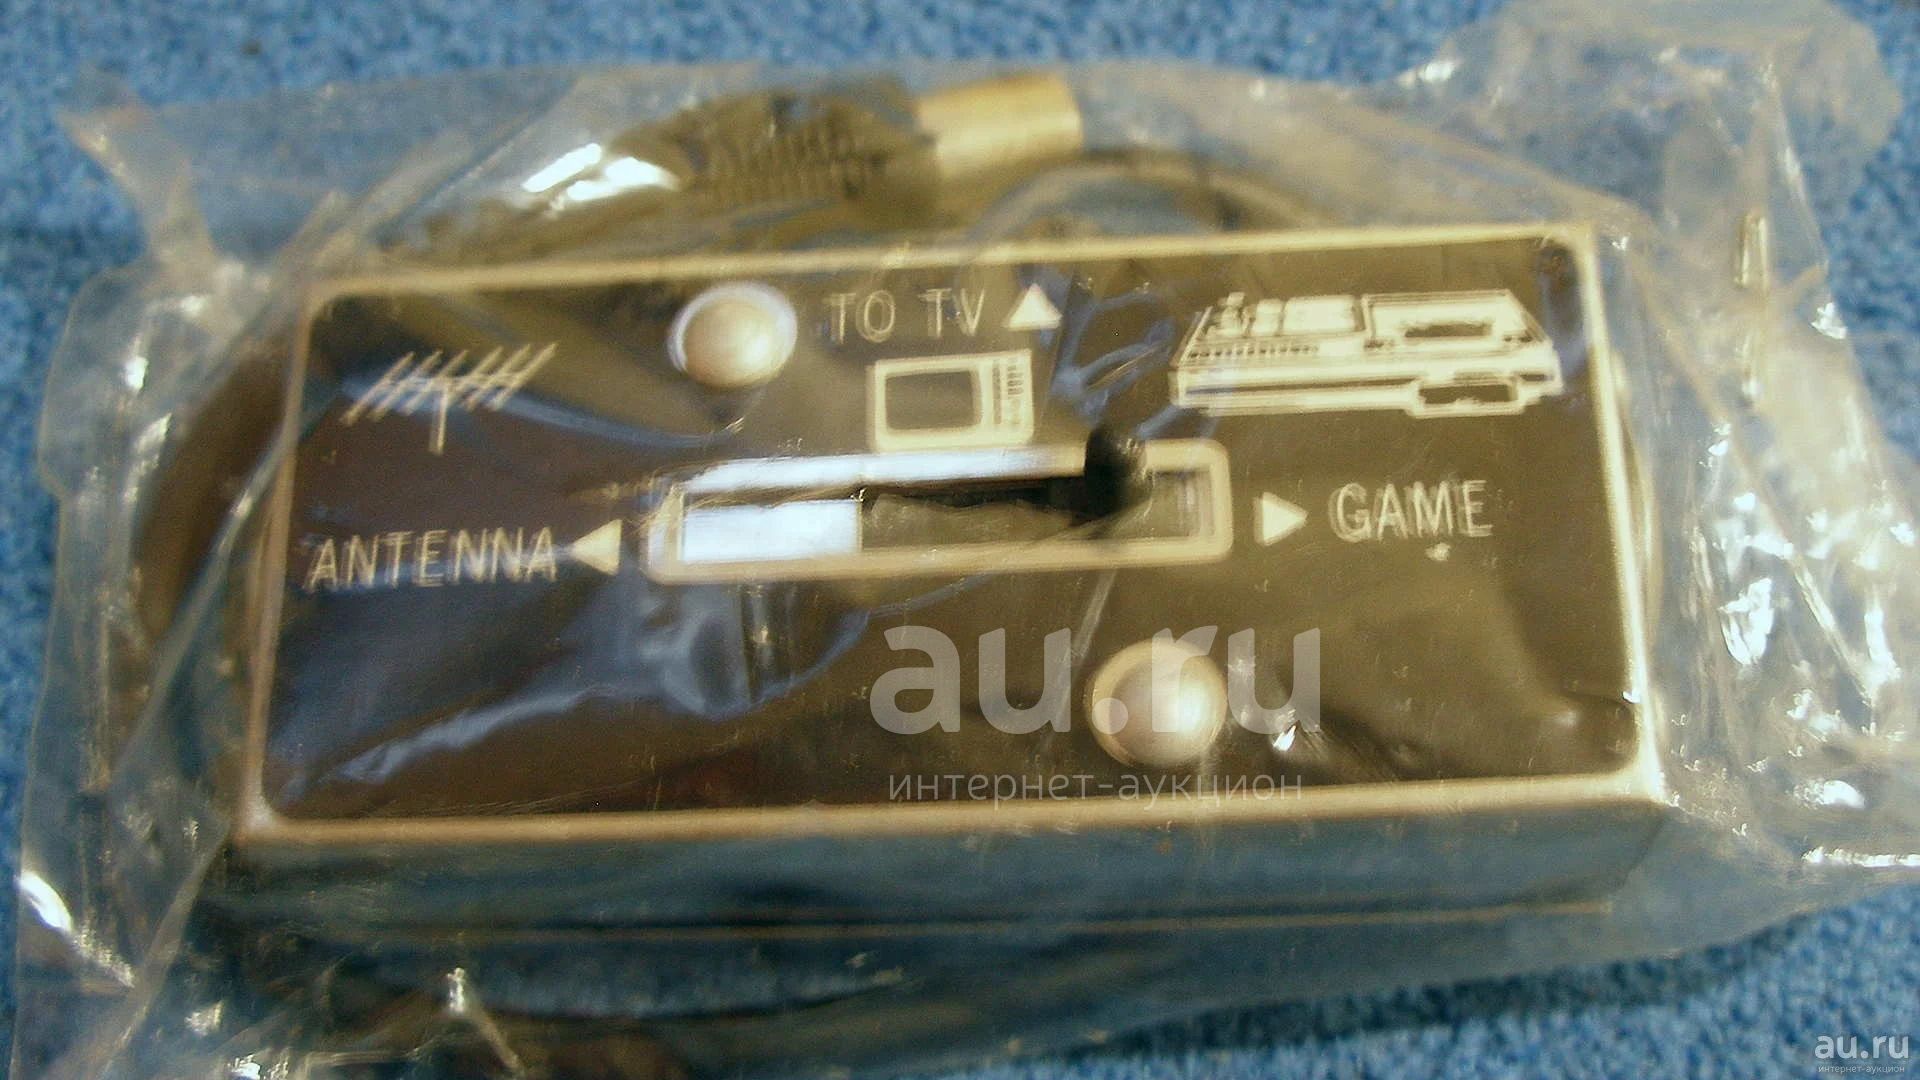 TO TV
ANTENNA
GAME
au.ru
интернет-аукцион
au.ru
интернет-аукцион